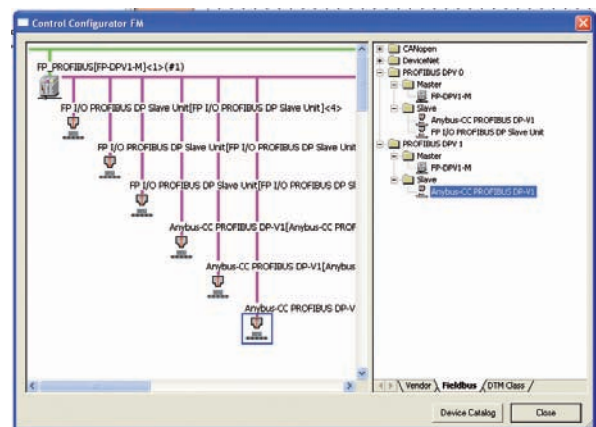 Control Configurator FM
FP_PROFIBUS[FP-DPV1-M]<1>(#1)
FP I/O PROFIBUS DP Slave Unit[FP I/O PROFIBUS DP Slave Unit]<4>
FP I/O PROFIBUS DP Slave Unit[FP I/O PROFIBUS DP Slave Unit
FP I/O PROFIBUS DP Slave Unit[FP I/O PROFIBUS DP Sl
Anybus-CC PROFIBUS DP-V1[Anybus-CC PROF
Anybus-CC PROFIBUS DP-V1[Anybus
Anybus-CC PROFIBUS DP-V
CANopen
DeviceNet
PROFIBUS DPV 0
Master
FP-DPV1-M
Slave
Anybus-CC PROFIBUS DP-V1
FP I/O PROFIBUS DP Slave Unit
PROFIBUS DPV 1
Master
FP-DPV1-M
Slave
Anybus-CC PROFIBUS DP-V1
Vendor Fieldbus DTM Class
Device Catalog Close